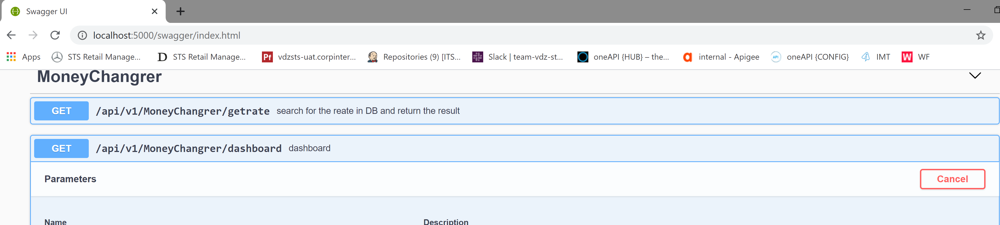 Swagger UI
localhost:5000/swagger/index.html
Apps STS Retail Manage... D STS Retail Manage... Pf vdzsts-uat.corpinter... Repositories (9) [ITS... Slack | team-vdz-st... oneAPI {HUB} – the... a internal - Apigee API oneAPI {CONFIG} IMT W WF
MoneyChangrer
GET /api/v1/MoneyChangrer/getrate search for the reate in DB and return the result
GET /api/v1/MoneyChangrer/dashboard dashboard
Parameters Cancel
Name Description